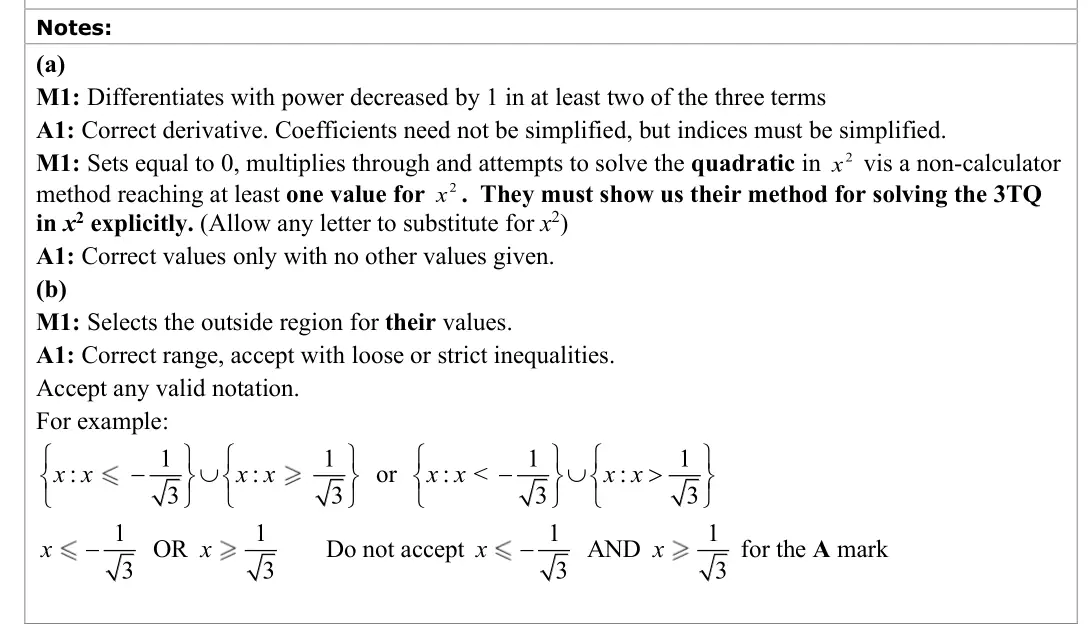 Notes:
(a)
M1: Differentiates with power decreased by 1 in at least two of the three terms
A1: Correct derivative. Coefficients need not be simplified, but indices must be simplified.
M1: Sets equal to 0, multiplies through and attempts to solve the quadratic in x² vis a non-calculator
method reaching at least one value for x². They must show us their method for solving the 3TQ
in x² explicitly. (Allow any letter to substitute for x²)
A1: Correct values only with no other values given.
(b)
M1: Selects the outside region for their values.
A1: Correct range, accept with loose or strict inequalities.
Accept any valid notation.
For example:
{x : x ⩽ −1/√3} ∪ {x : x ⩾ 1/√3} or {x : x < −1/√3} ∪ {x : x > 1/√3}
x ⩽ −1/√3 OR x ⩾ 1/√3 Do not accept x ⩽ −1/√3 AND x ⩾ 1/√3 for the A mark